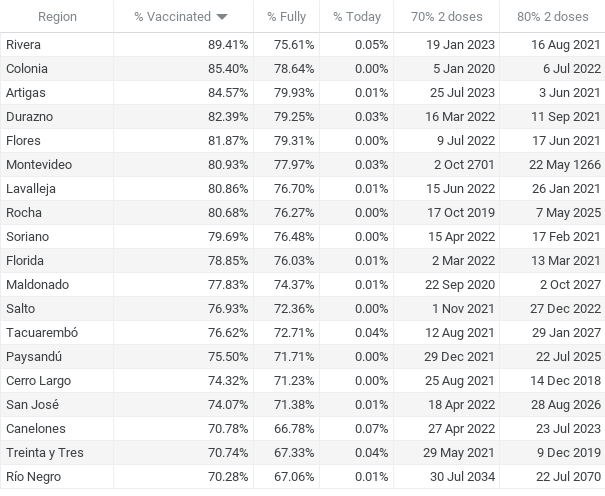 Region % Vaccinated % Fully % Today 70% 2 doses 80% 2 doses
Rivera 89.41% 75.61% 0.05% 19 Jan 2023 16 Aug 2021
Colonia 85.40% 78.64% 0.00% 5 Jan 2020 6 Jul 2022
Artigas 84.57% 79.93% 0.01% 25 Jul 2023 3 Jun 2021
Durazno 82.39% 79.25% 0.03% 16 Mar 2022 11 Sep 2021
Flores 81.87% 79.31% 0.00% 9 Jul 2022 17 Jun 2021
Montevideo 80.93% 77.97% 0.03% 2 Oct 2701 22 May 1266
Lavalleja 80.86% 76.70% 0.01% 15 Jun 2022 26 Jan 2021
Rocha 80.68% 76.27% 0.00% 17 Oct 2019 7 May 2025
Soriano 79.69% 76.48% 0.00% 15 Apr 2022 17 Feb 2021
Florida 78.85% 76.03% 0.01% 2 Mar 2022 13 Mar 2021
Maldonado 77.83% 74.37% 0.01% 22 Sep 2020 2 Oct 2027
Salto 76.93% 72.36% 0.00% 1 Nov 2021 27 Dec 2022
Tacuarembó 76.62% 72.71% 0.04% 12 Aug 2021 29 Jan 2027
Paysandú 75.50% 71.71% 0.00% 29 Dec 2021 22 Jul 2025
Cerro Largo 74.32% 71.23% 0.00% 25 Aug 2021 14 Dec 2018
San José 74.07% 71.38% 0.01% 18 Apr 2022 28 Aug 2026
Canelones 70.78% 66.78% 0.07% 27 Apr 2022 23 Jul 2023
Treinta y Tres 70.74% 67.33% 0.04% 29 May 2021 9 Dec 2019
Río Negro 70.28% 67.06% 0.01% 30 Jul 2034 22 Jul 2070